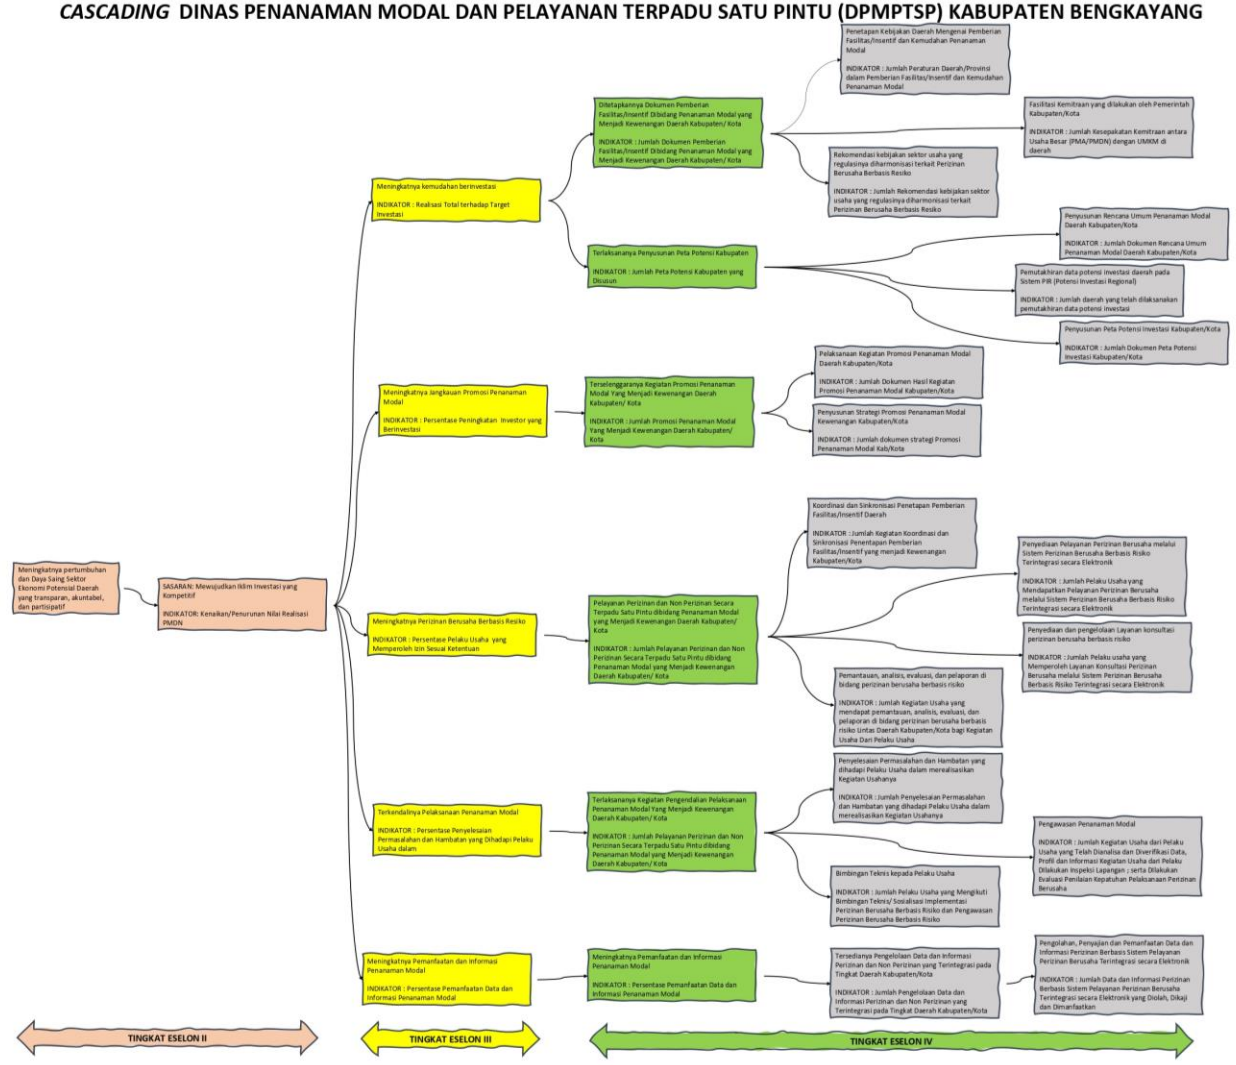 CASCADING DINAS PENANAMAN MODAL DAN PELAYANAN TERPADU SATU PINTU (DPMPTSP) KABUPATEN BENGKAYANG
Meningkatnya pertumbuhan
dan Daya Saing Sektor
Ekonomi Potensial Daerah
yang transparan, akuntabel,
dan partisipatif
SASARAN: Mewsujudkan Iklim Investasi yang
Kompetitif
INDIKATOR: Kenaikan/Penurunan Nilai Realisasi
PMDN
Meningkatnya kemudahan berinvestasi
INDIKATOR : Realisasi Total terhadap Target
Investasi
Ditetapkannya Dokumen Pemberian
Fasilitas/Insentif Dibidang Penanaman Modal yang
Menjadi Kewenangan Daerah Kabupaten/ Kota
INDIKATOR : Jumlah Dokumen Pemberian
Fasilitas/Insentif Dibidang Penanaman Modal yang
Menjadi Kewenangan Daerah Kabupaten/ Kota
Penetapan Kebijakan Daerah Mengenai Pemberian
Fasilitas/Insentif dan Kemudahan Penanaman
Modal
INDIKATOR : Jumlah Peraturan Daerah/Provinsi
dalam Pemberian Fasilitas/Insentif dan Kemudahan
Penanaman Modal
Fasilitasi Kemitraan yang dilakukan oleh Pemerintah
Kabupaten/Kota
INDIKATOR : Jumlah Kasepakatan Kemitraan antara
Usaha Besar (PMA/PMDN) dengan UMKM di
daerah
Rekomendasi kebijakan sektor usaha yang
regulasinya diharmonisasi terkait Perizinan
Berusaha Berbasis Resiko
INDIKATOR : Jumlah Rekomendasi kebijakan sektor
usaha yang regulasinya diharmonisasi terkait
Perizinan Berusaha Berbasis Resiko
Terlaksananya Penyusunan Peta Potensi Kabupaten
INDIKATOR : Jumlah Peta Potensi Kabupaten yang
Disusun
Penyusunan Rencana Umum Penanaman Modal
Daerah Kabupaten/Kota
INDIKATOR : Jumlah Dokumen Rencana Umum
Penanaman Modal Daerah Kabupaten/Kota
Pemutakhiran data potensi investasi daerah pada
Sistem PIR (Potensi Investasi Regional)
INDIKATOR : Jumlah daerah yang telah dilaksanakan
pemutakhiran data potensi investasi
Penyusunan Peta Potensi Investasi Kabupaten/Kota
INDIKATOR : Jumlah Dokumen Peta Potensi
Investasi Kabupaten/Kota
Meningkatnya Jangkauan Promosi Penanaman
Modal
INDIKATOR : Persentase Peningkatan Investor yang
Berinvestasi
Terselenggaranya Kegiatan Promosi Penanaman
Modal Yang Menjadi Kewenangan Daerah
Kabupaten/ Kota
INDIKATOR : Jumlah Promosi Penanaman Modal
Yang Menjadi Kewenangan Daerah Kabupaten/
Kota
Pelaksanaan Kegiatan Promosi Penanaman Modal
Daerah Kabupaten/Kota
INDIKATOR : Jumlah Dokumen Hasil Kegiatan
Promosi Penanaman Modal Kabupaten/Kota
Penyusunan Strategi Promosi Penanaman Modal
Kewenangan Kabupaten/Kota
INDIKATOR : Jumlah dokumen strategi Promosi
Penanaman Modal Kab/Kota
Meningkatnya Perizinan Berusaha Berbasis Resiko
INDIKATOR : Persentase Pelaku Usaha yang
Memparoleh Izin Sesuai Ketentuan
Pelayanan Perizinan dan Non Perizinan Secara
Terpadu Satu Pintu dibidang Penanaman Modal
yang Menjadi Kewenangan Daerah Kabupaten/
Kota
INDIKATOR : Jumlah Pelayanan Perizinan dan Non
Perizinan Secara Terpadu Satu Pintu dibidang
Penanaman Modal yang Menjadi Kewenangan
Daerah Kabupaten/ Kota
Koordinasi dan Sinkronisasi Penetapan Pemberian
Fasilitas/Insentif Daerah
INDIKATOR : Jumlah Kegiatan Koordinasi dan
Sinkronisasi Penentapan Pemberian
Fasilitas/Insentif yang menjadi Kewenangan
Kabupaten/Kota
Penyediaan Pelayanan Perizinan Berusaha melalui
Sistem Perizinan Berusaha Berbasis Risiko
Terintegrasi secara Elektronik
INDIKATOR : Jumlah Pelaku Usaha yang
Mendapatkan Pelayanan Perizinan Berusaha
melalui Sistem Perizinan Berusaha Berbasis Risiko
Terintegrasi secara Elektronik
Penyediaan dan pengelolaan Layanan konsultasi
perizinan berusaha berbasis risiko
INDIKATOR : Jumlah Pelaku usaha yang
Memperoleh Layanan Konsultasi Perizinan
Berusaha melalui Sistem Perizinan Berusaha
Berbasis Risiko Terintegrasi secara Elektronik
Pemantauan, analisis, evaluasi, dan pelaporan di
bidang perizinan berusaha berbasis risiko
INDIKATOR : Jumlah Kegiatan Usaha yang
mendapat pemantauan, analisis, evaluasi, dan
pelaporan di bidang perizinan berusaha berbasis
risiko Lintas Daerah Kabupaten/Kota bagi Kegiatan
Usaha Dari Pelaku Usaha
Terkendalinya Pelaksanaan Penanaman Modal
INDIKATOR : Persentase Penyelesaian
Permasalahan dan Hambatan yang Dihadapi Pelaku
Usaha dalam
Terlaksananya Kegiatan Pengendalian Pelaksanaan
Penanaman Modal Yang Menjadi Kewenangan
Daerah Kabupaten/ Kota
INDIKATOR : Jumlah Pelayanan Perizinan dan Non
Perizinan Secara Terpadu Satu Pintu dibidang
Penanaman Modal yang Menjadi Kewenangan
Daerah Kabupaten/ Kota
Penyelesaian Permasalahan dan Hambatan yang
dihadapi Pelaku Usaha dalam merealisasikan
Kegiatan Usahanya
INDIKATOR : Jumlah Penyelesaian Permasalahan
dan Hambatan yang dihadapi Pelaku Usaha dalam
merealisasikan Kegiatan Usahanya
Pengawasan Penanaman Modal
INDIKATOR : Jumlah Kegiatan Usaha dari Pelaku
Usaha yang Telah Dianalisa dan Diverifikasi Data,
Profil dan Informasi Kegiatan Usaha dari Pelaku
Dilakukan Inspeksi Lapangan ; serta Dilakukan
Evaluasi Penilaian Kepatuhan Pelaksanaan Perizinan
Berusaha
Bimbingan Teknis kepada Pelaku Usaha
INDIKATOR : Jumlah Pelaku Usaha yang Mengikuti
Bimbingan Teknis/ Sosialisasi Implementasi
Perizinan Berusaha Berbasis Risiko dan Pengawasan
Perizinan Berusaha Berbasis Risiko
Meningkatnya Pemanfaatan dan Informasi
Penanaman Modal
INDIKATOR : Persentase Pemanfaatan Data dan
Informasi Penanaman Modal
Meningkatnya Pemanfaatan dan Informasi
Penanaman Modal
INDIKATOR : Persentase Pemanfaatan Data dan
Informasi Penanaman Modal
Tersedianya Pengelolaan Data dan Informasi
Perizinan dan Non Perizinan yang Terintegrasi pada
Tingkat Daerah Kabupaten/Kota
INDIKATOR : Jumlah Pengelolaan Data dan
Informasi Perizinan dan Non Perizinan yang
Terintegrasi pada Tingkat Daerah Kabupaten/Kota
Pengolahan, Penyajian dan Pemanfaatan Data dan
Informasi Perizinan Berbasis Sistem Pelayanan
Perizinan Berusaha Terintegrasi secara Elektronik
INDIKATOR : Jumlah Data dan Informasi Perizinan
Berbasis Sistem Pelayanan Perizinan Berusaha
Terintegrasi secara Elektronik yang Diolah, Dikaji
dan Dimanfaatkan
TINGKAT ESELON II
TINGKAT ESELON III
TINGKAT ESELON IV